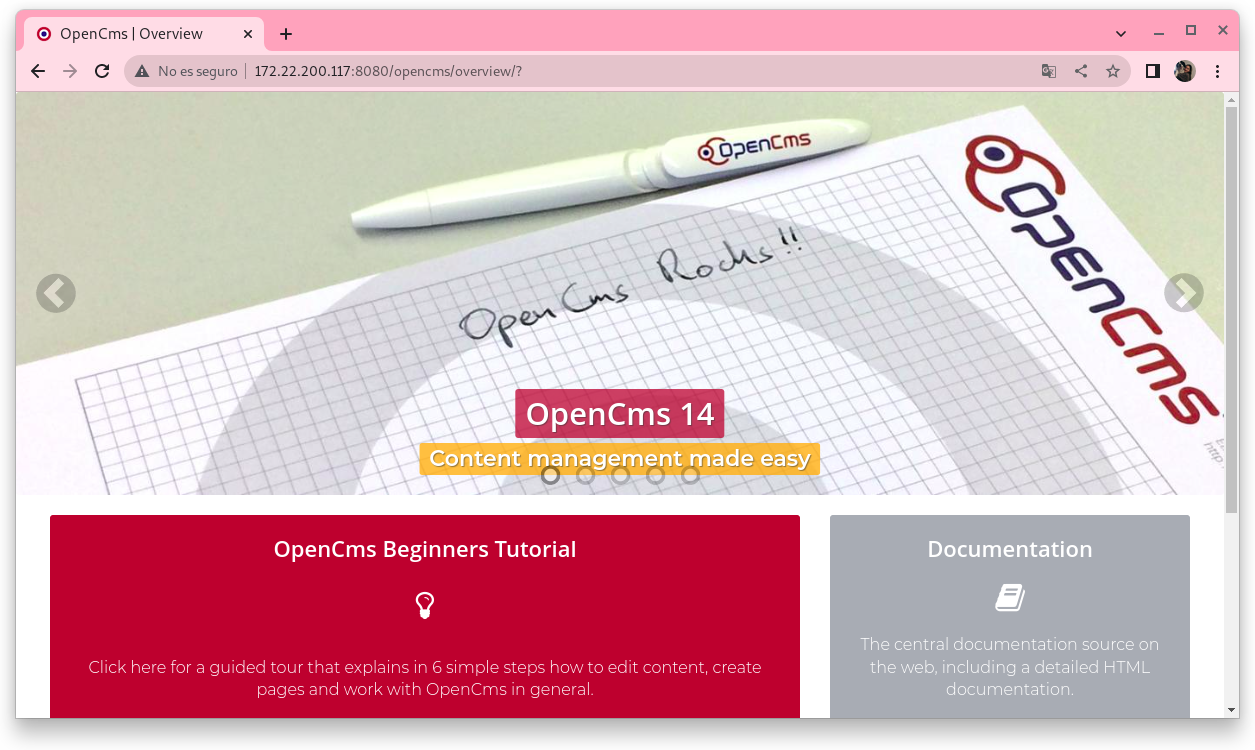 OpenCms | Overview
No es seguro
172.22.200.117:8080/opencms/overview/?
OpenCms
OpenCms
OpenCms Rocks!!
OpenCms 14
Content management made easy
OpenCms Beginners Tutorial
Click here for a guided tour that explains in 6 simple steps how to edit content, create
pages and work with OpenCms in general.
Documentation
The central documentation source on
the web, including a detailed HTML
documentation.